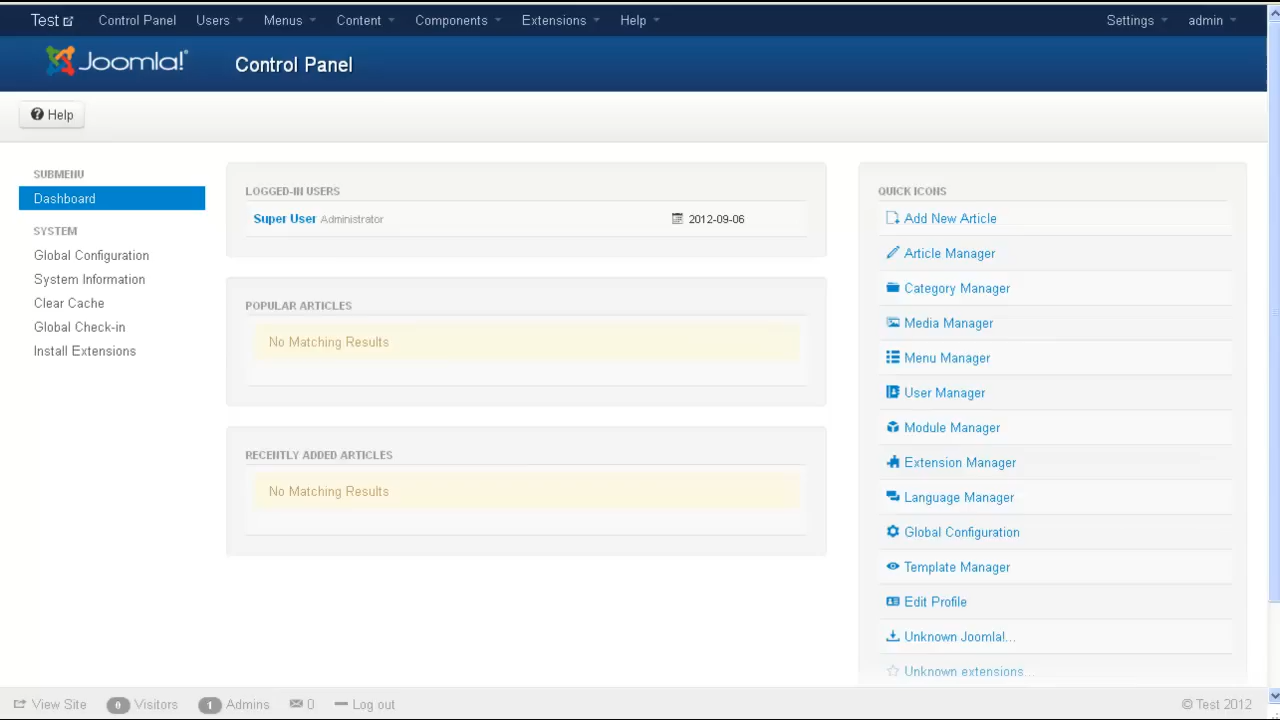 Test Control Panel Users Menus Content Components Extensions Help Settings admin
Joomla! Control Panel
Help
SUBMENU
Dashboard
SYSTEM
Global Configuration
System Information
Clear Cache
Global Check-in
Install Extensions
LOGGED-IN USERS
Super User Administrator 2012-09-06
POPULAR ARTICLES
No Matching Results
RECENTLY ADDED ARTICLES
No Matching Results
QUICK ICONS
Add New Article
Article Manager
Category Manager
Media Manager
Menu Manager
User Manager
Module Manager
Extension Manager
Language Manager
Global Configuration
Template Manager
Edit Profile
Unknown Joomla!...
Unknown extensions...
View Site 0 Visitors 1 Admins 0 Log out © Test 2012